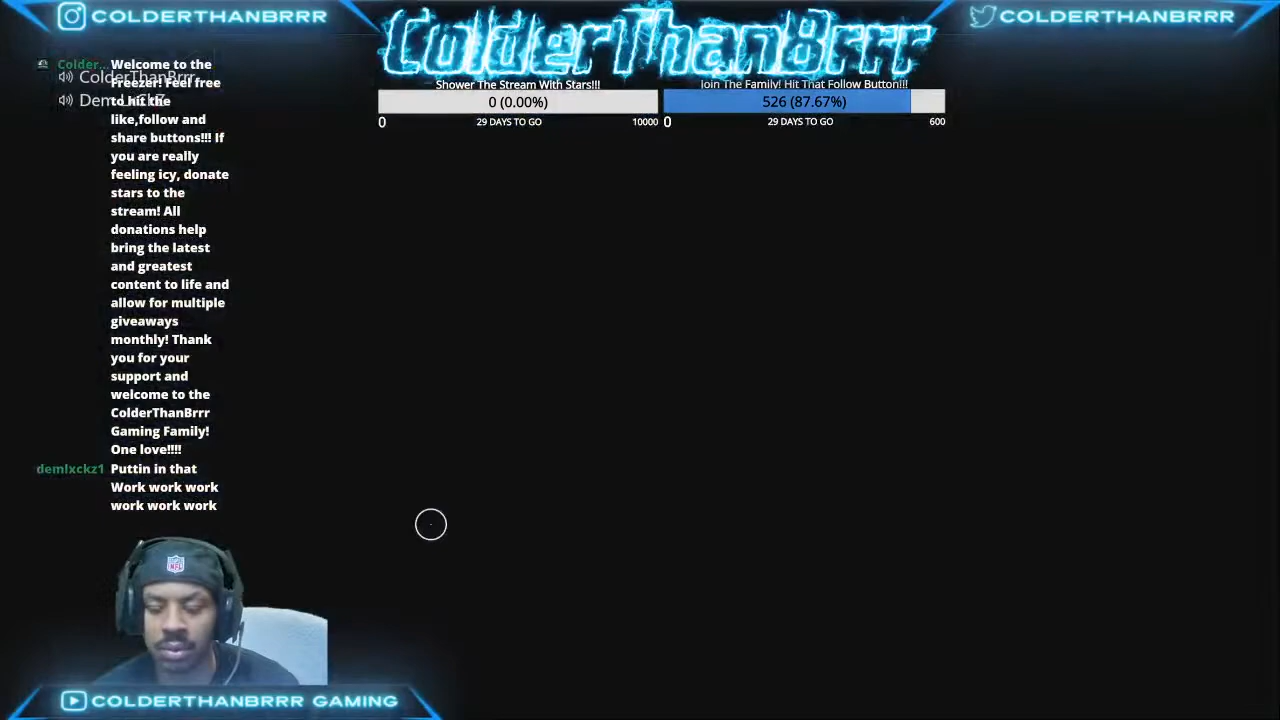 COLDERTHANBRRR
ColderThanBrrr
COLDERTHANBRRR
Shower The Stream With Stars!!!
0 (0.00%)
0 29 DAYS TO GO 10000
Join The Family! Hit That Follow Button!!!
526 (87.67%)
0 29 DAYS TO GO 600
ColderThanBrrr
Colder... Welcome to the
Freezer! Feel free
to hit the
like,follow and
share buttons!!! If
you are really
feeling icy, donate
stars to the
stream! All
donations help
bring the latest
and greatest
content to life and
allow for multiple
giveaways
monthly! Thank
you for your
support and
welcome to the
ColderThanBrrr
Gaming Family!
One love!!!!
demlxckz1 Puttin in that
Work work work
work work work
NFL
COLDERTHANBRRR GAMING